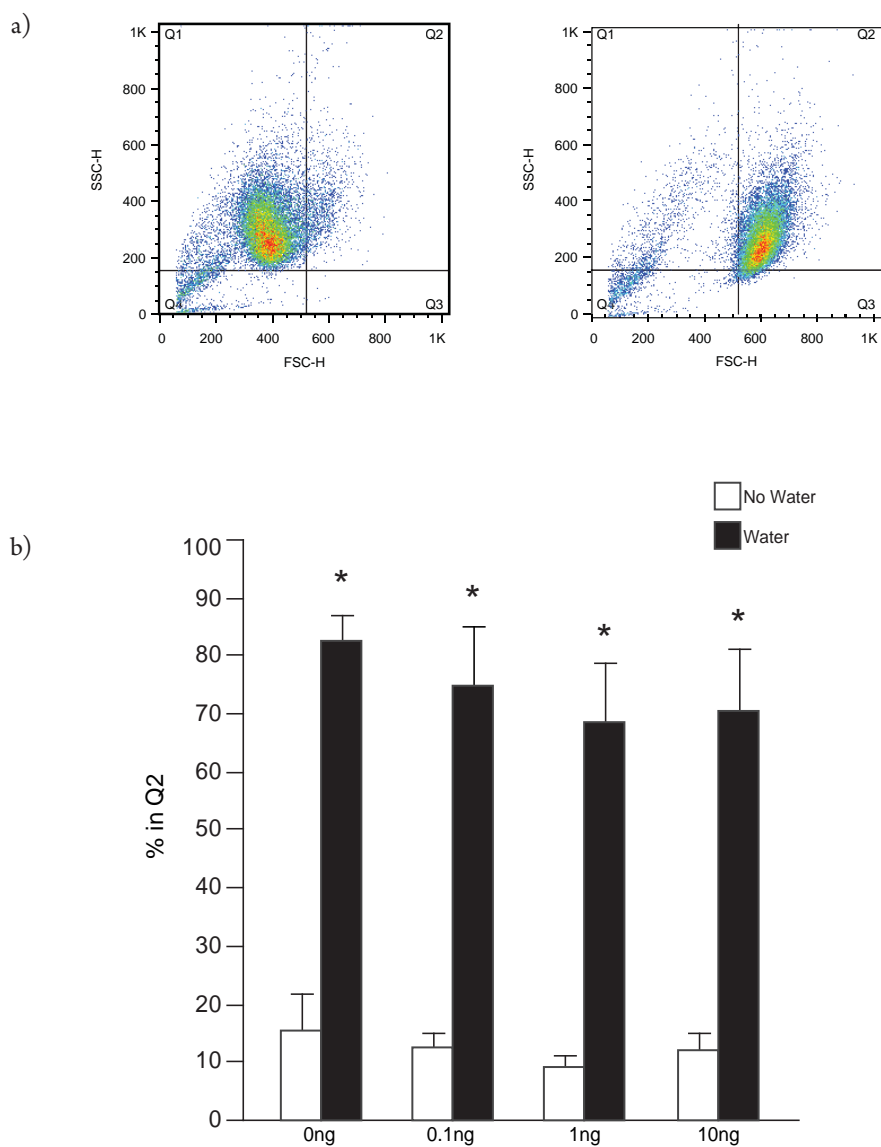 a)
Q1 Q2
1K
800
600
400
200
0
SSC-H
Q4 Q3
0 200 400 600 800 1K
FSC-H
Q1 Q2
1K
800
600
400
200
0
SSC-H
Q4 Q3
0 200 400 600 800 1K
FSC-H
No Water
Water
b)
100
90
80
70
60
50
40
30
20
10
0
% in Q2
* * * *
0ng 0.1ng 1ng 10ng